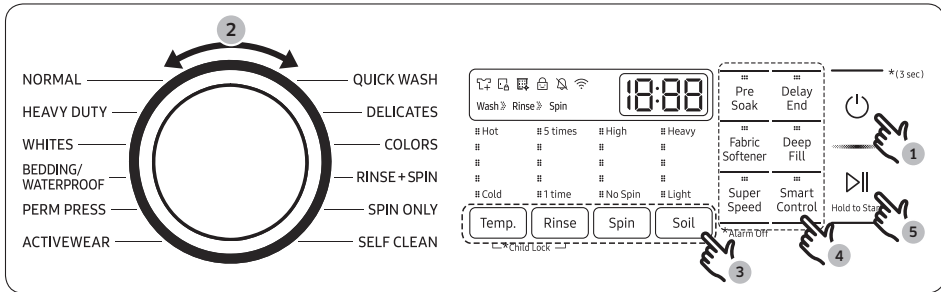 2
NORMAL
HEAVY DUTY
WHITES
BEDDING/
WATERPROOF
PERM PRESS
ACTIVEWEAR
QUICK WASH
DELICATES
COLORS
RINSE+SPIN
SPIN ONLY
SELF CLEAN
Wash》 Rinse》 Spin
18:88
Hot 5 times High Heavy
Cold 1 time No Spin Light
Temp. Rinse Spin Soil
*Child Lock
3
Pre
Soak
Delay
End
Fabric
Softener
Deep
Fill
Super
Speed
Smart
Control
*Alarm Off
4
*(3 sec)
1
Hold to Start
5